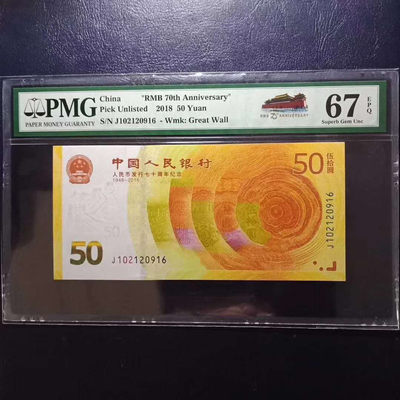 PMG
PAPER MONEY GUARANTY
China "RMB 70th Anniversary"
Pick Unlisted 2018 50 Yuan
S/N J102120916 - Wmk: Great Wall
67 EPQ
Superb Gem Unc
中国人民银行
人民币发行七十周年纪念
1948-2018
50 伍拾圆
50
J102120916